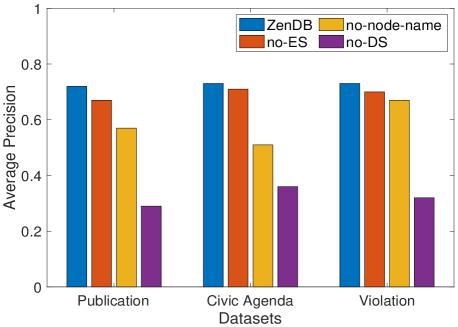 1
0.8
0.6
0.4
0.2
0
Average Precision
ZenDB no-node-name
no-ES no-DS
Publication Civic Agenda Violation
Datasets